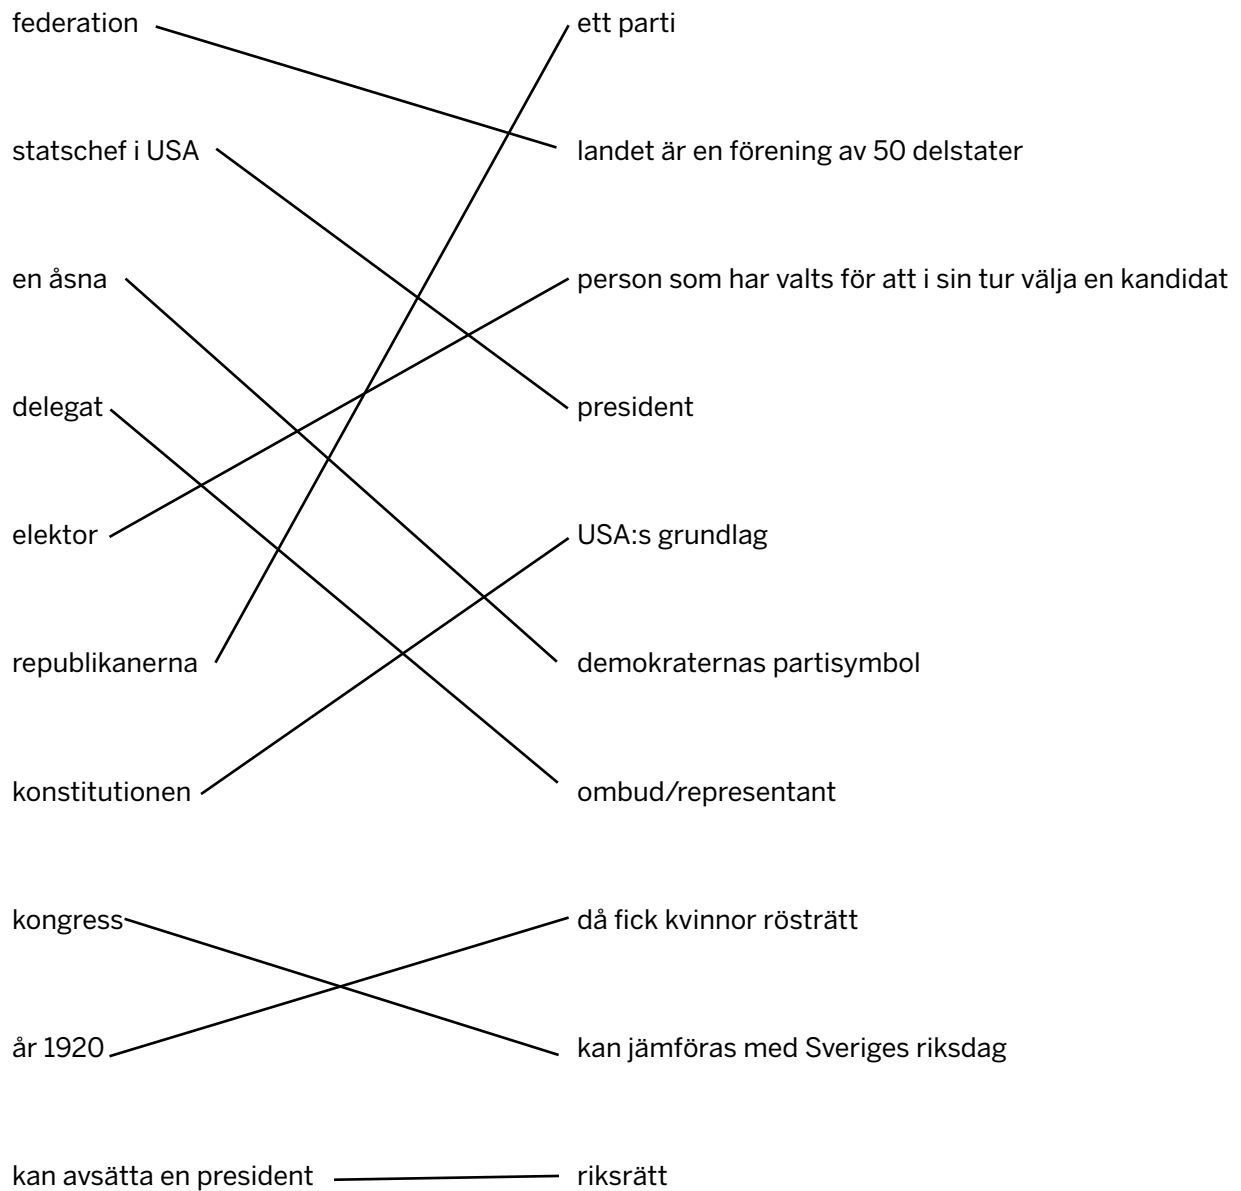 federation
ett parti
statschef i USA
landet är en förening av 50 delstater
en åsna
person som har valts för att i sin tur välja en kandidat
delegat
president
elektor
USA:s grundlag
republikanerna
demokraternas partisymbol
konstitutionen
ombud/representant
kongress
då fick kvinnor rösträtt
år 1920
kan jämföras med Sveriges riksdag
kan avsätta en president
riksrätt